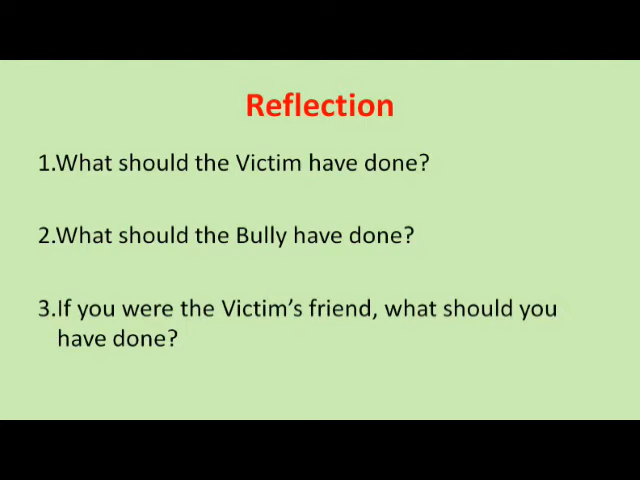 Reflection
1.What should the Victim have done?
2.What should the Bully have done?
3.If you were the Victim’s friend, what should you
have done?